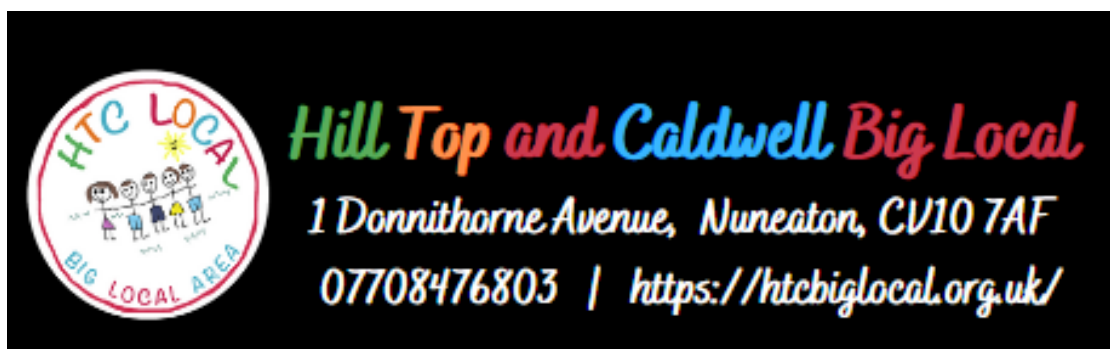 HTC LOCAL
BIG LOCAL AREA
Hill Top and Caldwell Big Local
1 Donnithorne Avenue, Nuneaton, CV10 7AF
07708476803 | https://htcbiglocal.org.uk/